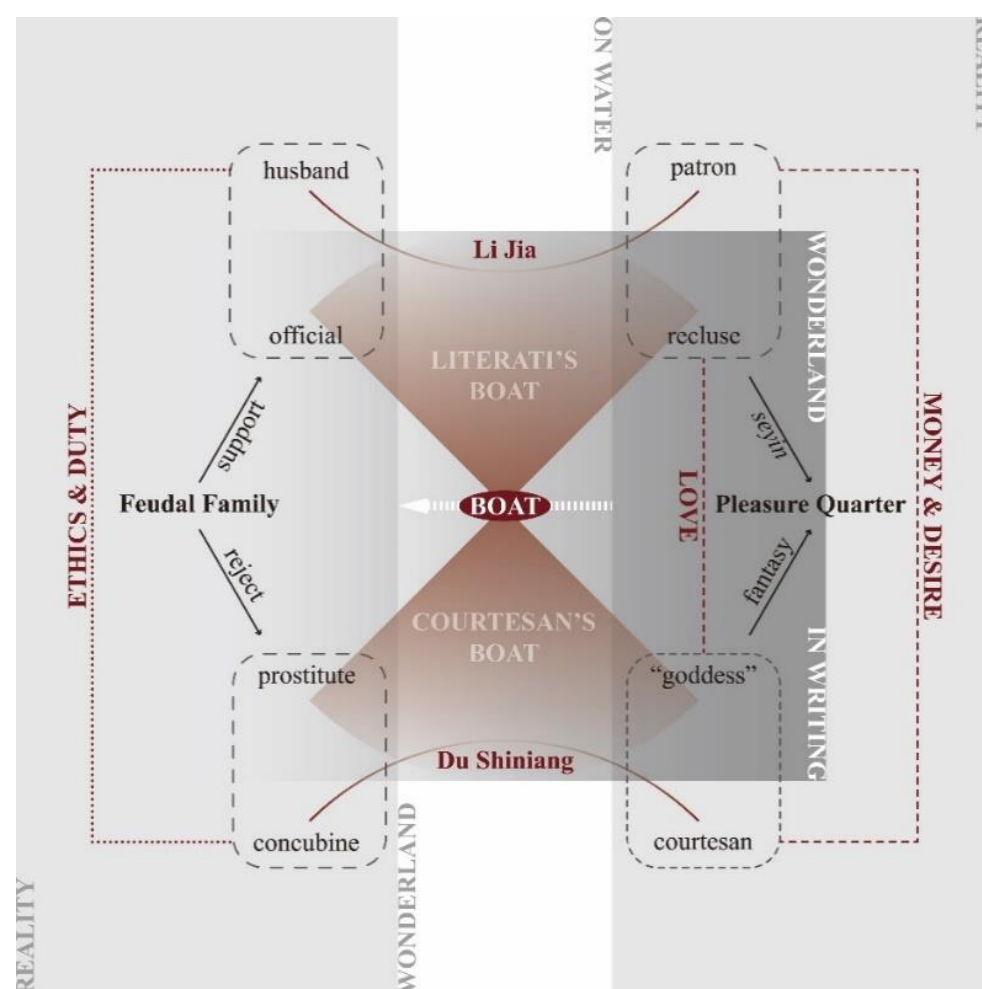 ON WATER
REALITY
husband
patron
Li Jia
WONDERLAND
official
recluse
LITERATI'S
BOAT
support
seyin
ETHICS & DUTY
Feudal Family
BOAT
LOVE
Pleasure Quarter
MONEY & DESIRE
reject
fantasy
COURTESAN'S
BOAT
IN WRITING
prostitute
"goddess"
Du Shiniang
concubine
courtesan
WONDERLAND
REALITY